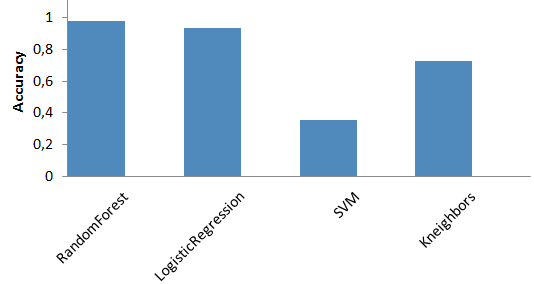 1
0,8
0,6
0,4
0,2
0
Accuracy
RandomForest
LogisticRegression
SVM
Kneighbors